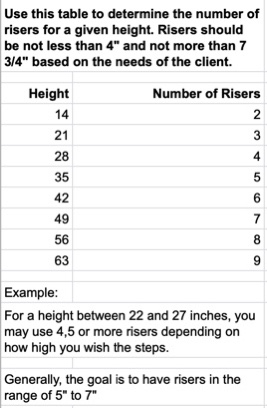 Use this table to determine the number of
risers for a given height. Risers should
be not less than 4" and not more than 7
3/4" based on the needs of the client.
Height Number of Risers
14 2
21 3
28 4
35 5
42 6
49 7
56 8
63 9
Example:
For a height between 22 and 27 inches, you
may use 4,5 or more risers depending on
how high you wish the steps.
Generally, the goal is to have risers in the
range of 5" to 7"